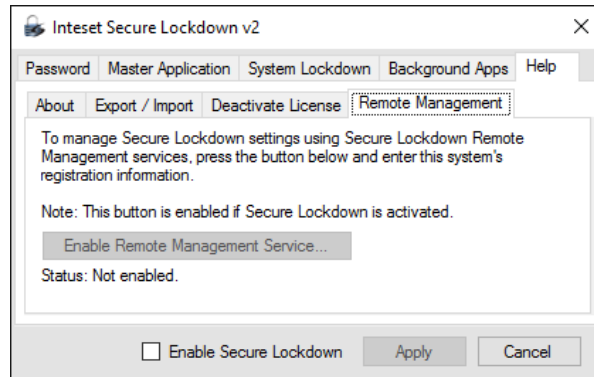 Inteset Secure Lockdown v2
Password Master Application System Lockdown Background Apps Help
About Export / Import Deactivate License Remote Management
To manage Secure Lockdown settings using Secure Lockdown Remote
Management services, press the button below and enter this system's
registration information.
Note: This button is enabled if Secure Lockdown is activated.
Enable Remote Management Service...
Status: Not enabled.
Enable Secure Lockdown Apply Cancel